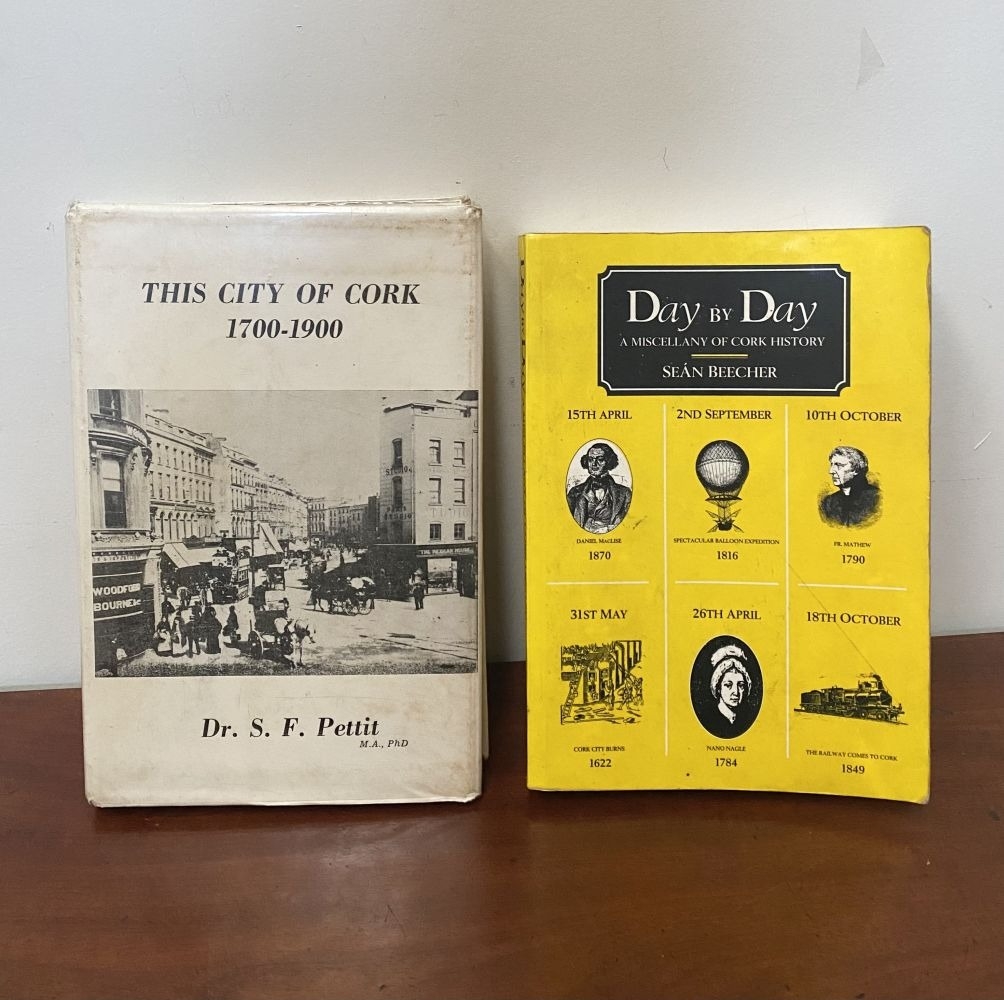 THIS CITY OF CORK
1700-1900
WOODFORD
BOURNE &
THE MEDICAL HOUSE
Dr. S. F. Pettit
M.A., PhD
Day BY Day
A MISCELLANY OF CORK HISTORY
SEÁN BEECHER
15TH APRIL
DANIEL MACLISE
1870
2ND SEPTEMBER
SPECTACULAR BALLOON EXPEDITION
1816
10TH OCTOBER
FR. MATHEW
1790
31ST MAY
CORK CITY BURNS
1622
26TH APRIL
NANO NAGLE
1784
18TH OCTOBER
THE RAILWAY COMES TO CORK
1849